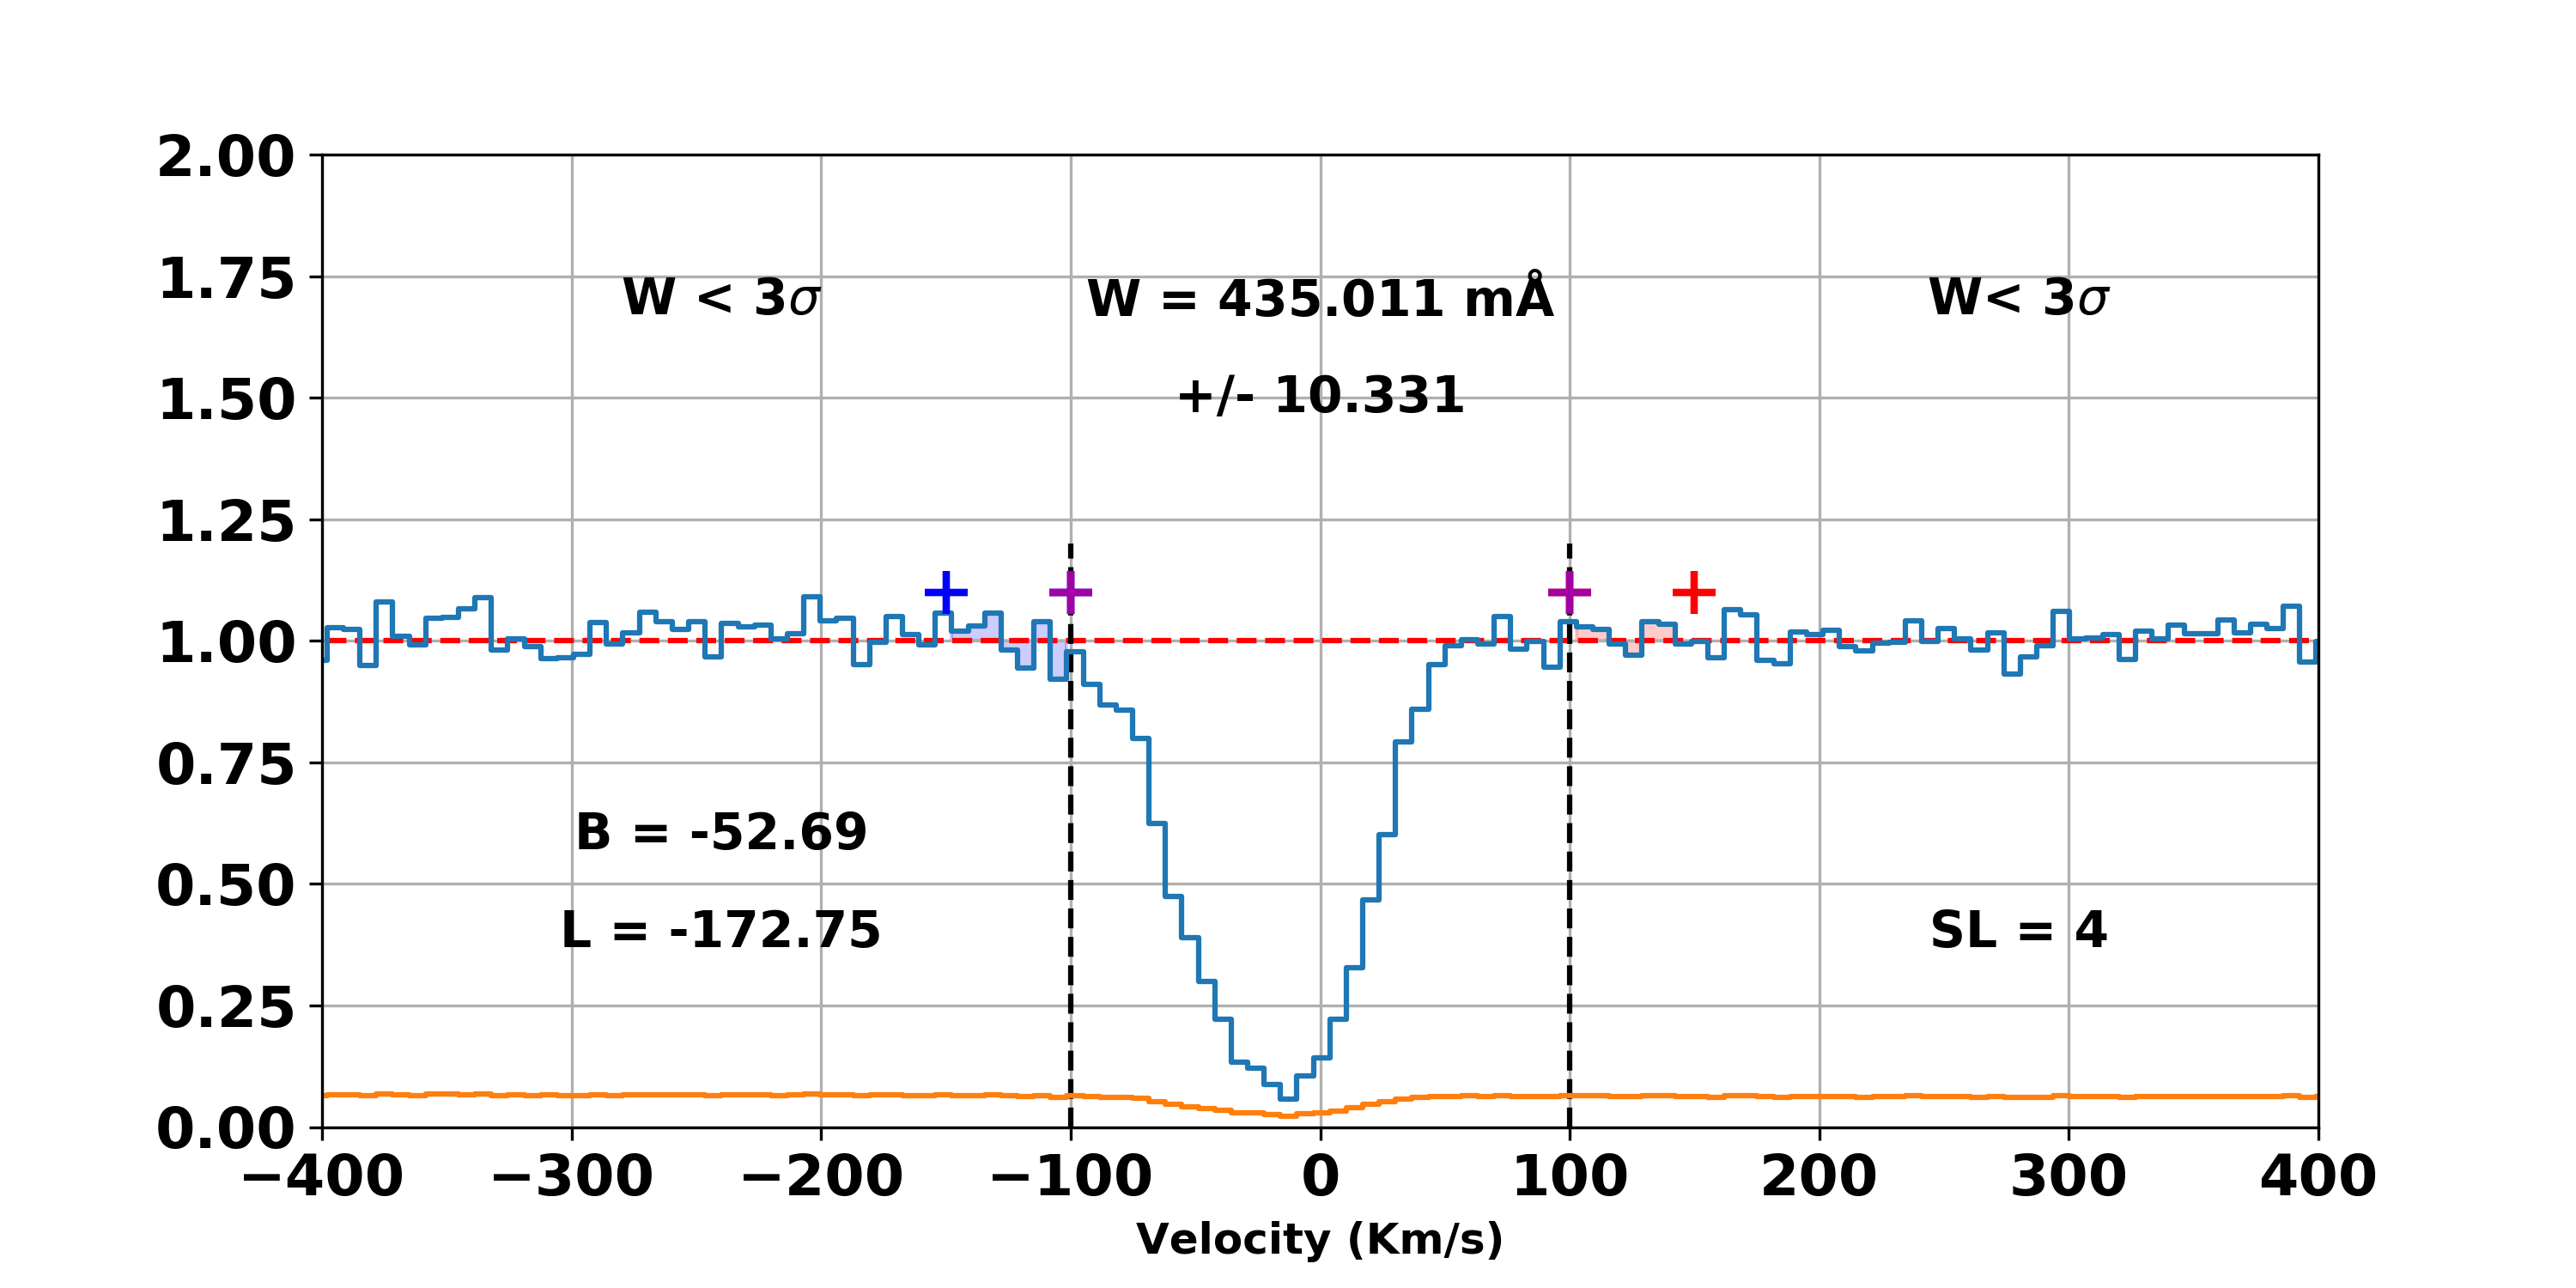 2.00
1.75
1.50
1.25
1.00
0.75
0.50
0.25
0.00
W < 3σ
W = 435.011 mÅ
+/- 10.331
W< 3σ
B = -52.69
L = -172.75
SL = 4
−400 −300 −200 −100 0 100 200 300 400
Velocity (Km/s)